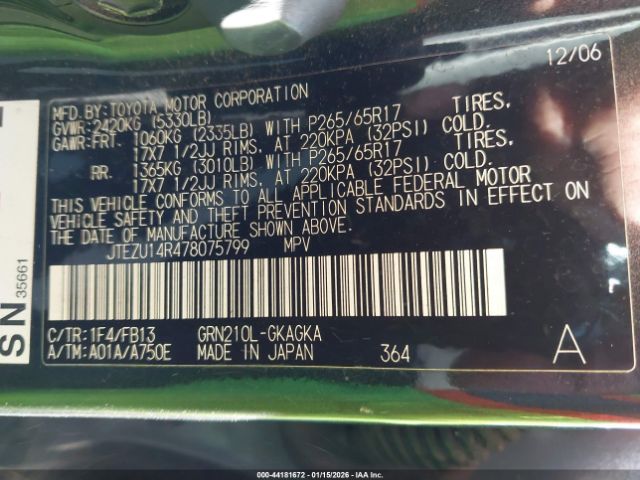 12/06
MFD.BY:TOYOTA MOTOR CORPORATION
GVWR:2420KG (5330LB)
GAWR:FRT. 1060KG (2335LB) WITH P265/65R17 TIRES,
17X7 1/2JJ RIMS, AT 220KPA (32PSI) COLD.
RR. 1365KG (3010LB) WITH P265/65R17 TIRES,
17X7 1/2JJ RIMS, AT 220KPA (32PSI) COLD.
THIS VEHICLE CONFORMS TO ALL APPLICABLE FEDERAL MOTOR
VEHICLE SAFETY AND THEFT PREVENTION STANDARDS IN EFFECT ON
THE DATE OF MANUFACTURE SHOWN ABOVE.
JTEZU14R478075799 MPV
C/TR:1F4/FB13 GRN210L-GKAGKA
A/TM:A01A/A750E MADE IN JAPAN 364 A
SN 35661
000-44181672 | 01/15/2026 - IAA Inc.